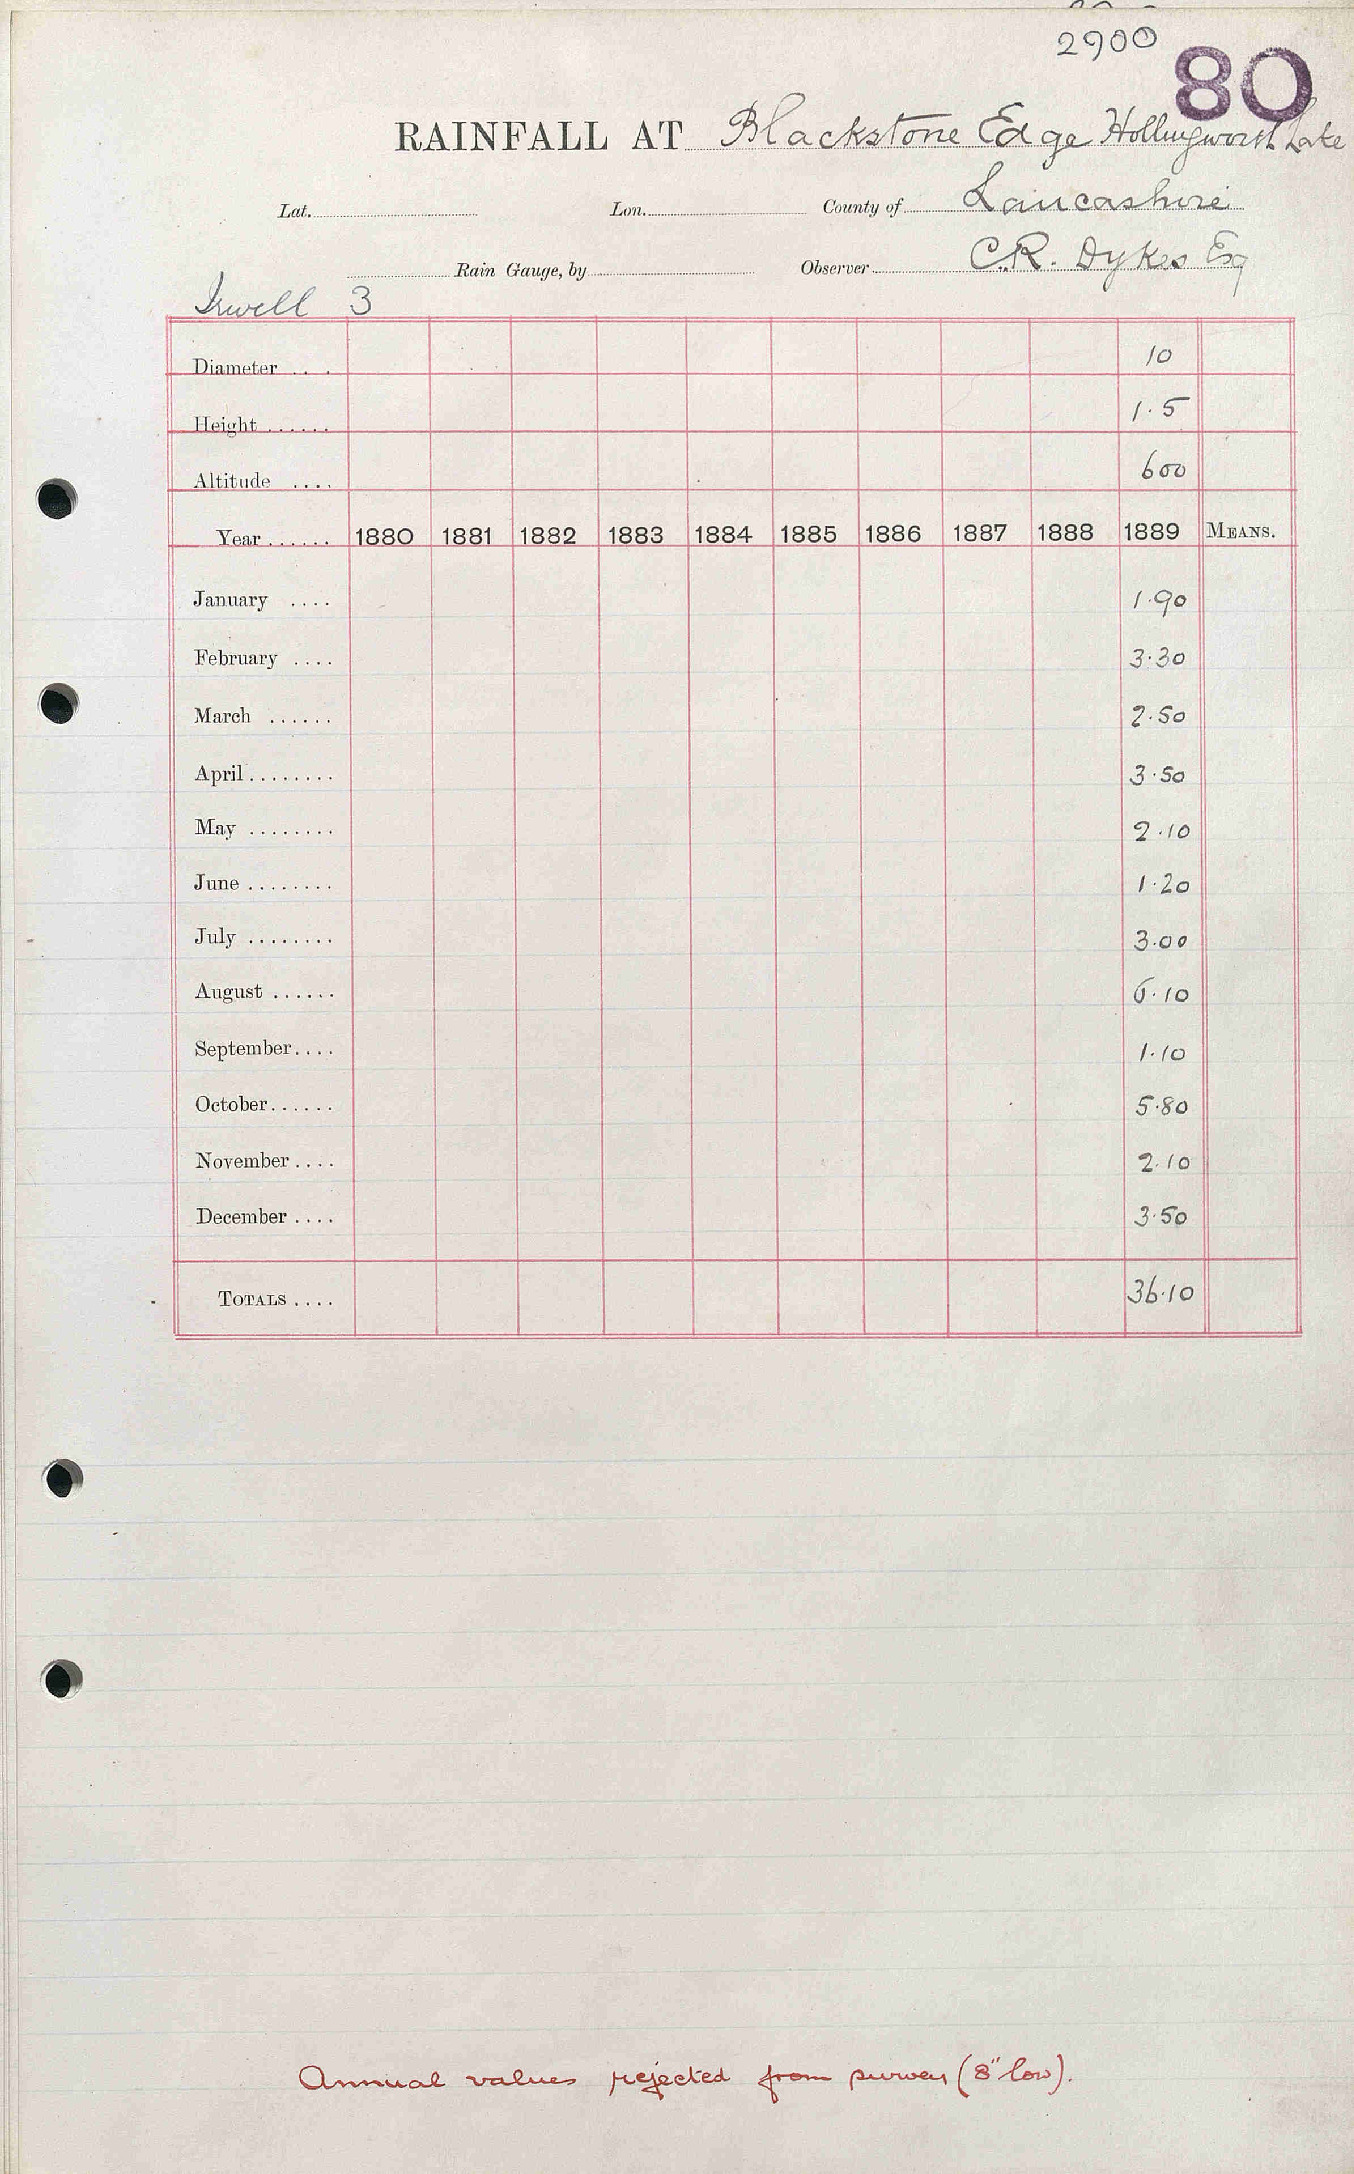 2900
80
RAINFALL AT Blackstone Edge Hollingworth Lake
Lat. Lon. County of Lancashire
Rain Gauge, by Observer C.R. Dykes Esq
Irwell 3
Diameter .... 10
Height ...... 1.5
Altitude .... 600
Year ...... 1880 1881 1882 1883 1884 1885 1886 1887 1888 1889 MEANS.
January .... 1.90
February .... 3.30
March ...... 2.50
April ........ 3.50
May ........ 2.10
June ........ 1.20
July ........ 3.00
August ...... 6.10
September .... 1.10
October ...... 5.80
November .... 2.10
December .... 3.50
TOTALS .... 36.10
Annual values rejected from survey (8" low).